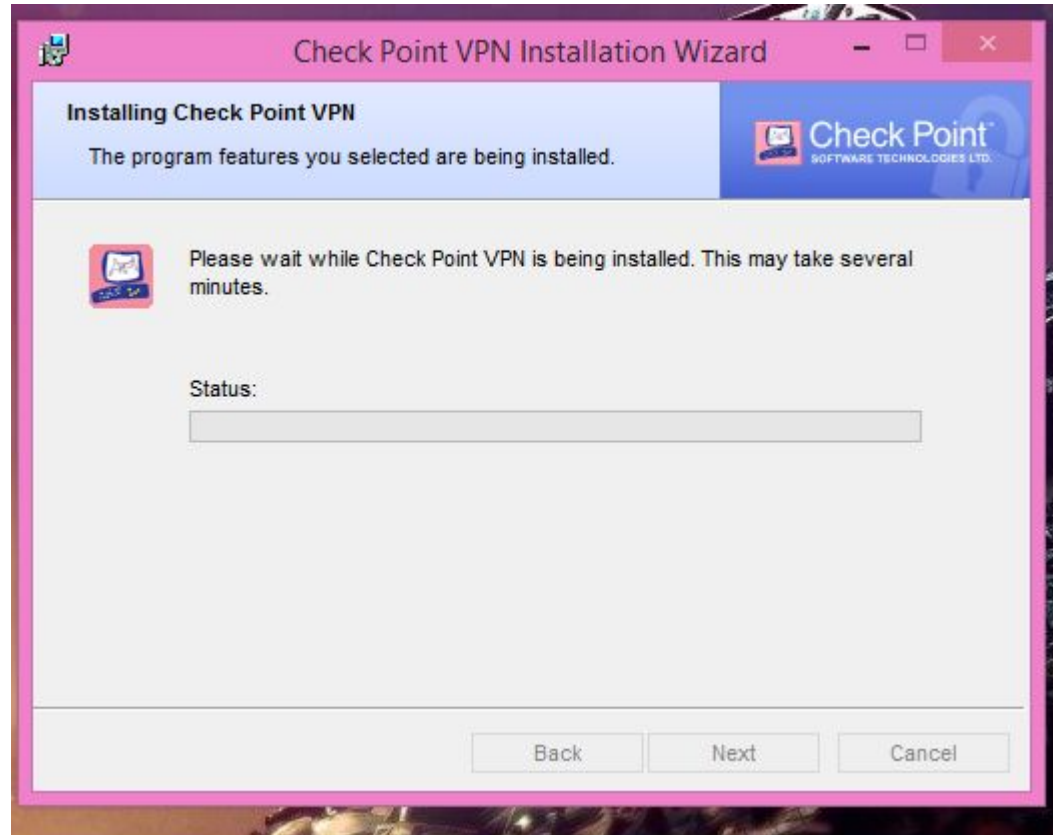 Check Point VPN Installation Wizard
Installing Check Point VPN
The program features you selected are being installed.
Check Point™
SOFTWARE TECHNOLOGIES LTD.
Please wait while Check Point VPN is being installed. This may take several
minutes.
Status:
Back Next Cancel